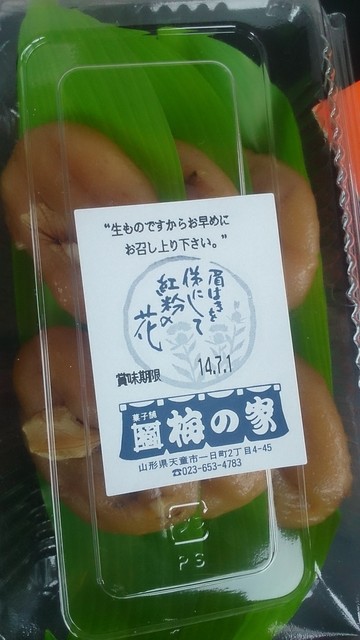 “生ものですからお早めに
お召し上り下さい。”
眉はきを
俤にして
紅粉の
花
賞味期限 14.7.1
菓子舗
梅の家
山形県天童市一日町2丁目4-45
☎023-653-4783
PS